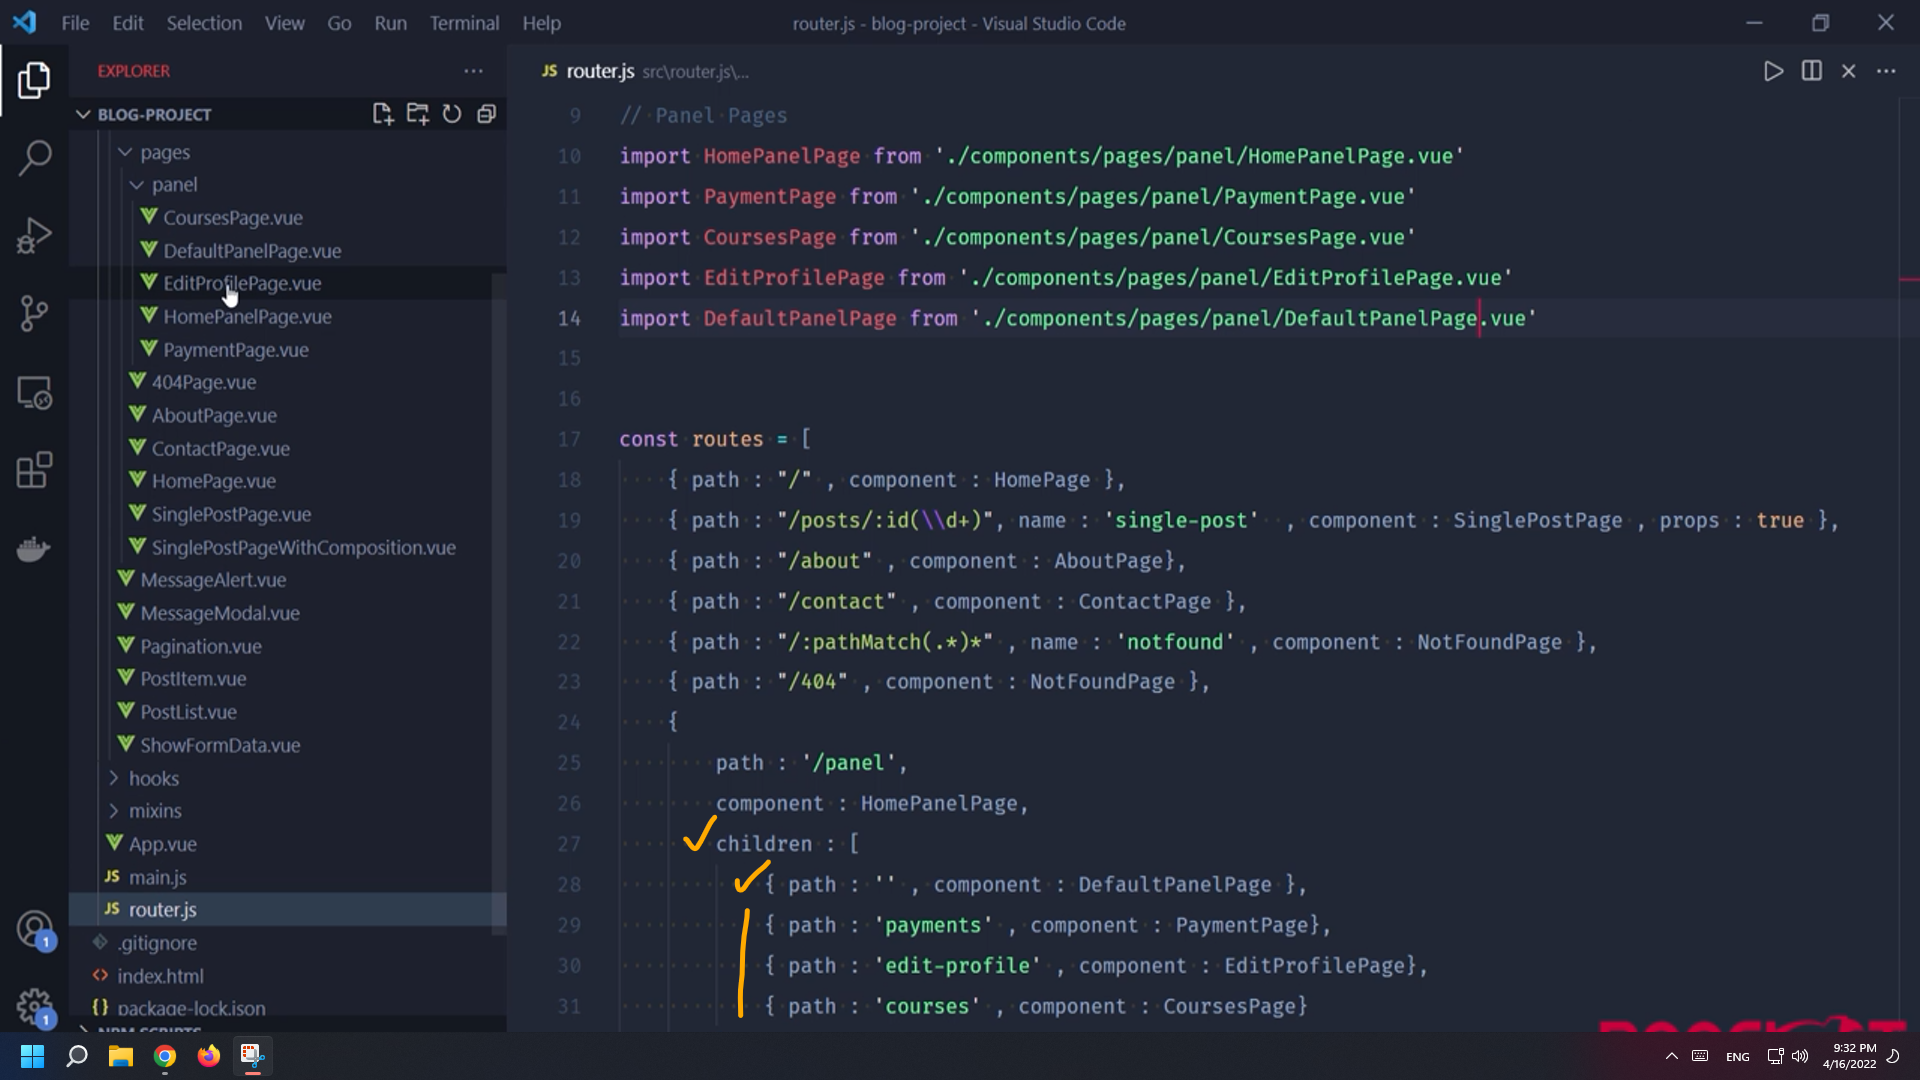 File Edit Selection View Go Run Terminal Help
router.js - blog-project - Visual Studio Code
EXPLORER
BLOG-PROJECT
pages
panel
CoursesPage.vue
DefaultPanelPage.vue
EditProfilePage.vue
HomePanelPage.vue
PaymentPage.vue
404Page.vue
AboutPage.vue
ContactPage.vue
HomePage.vue
SinglePostPage.vue
SinglePostPageWithComposition.vue
MessageAlert.vue
MessageModal.vue
Pagination.vue
PostItem.vue
PostList.vue
ShowFormData.vue
hooks
mixins
App.vue
JS main.js
JS router.js
.gitignore
<> index.html
{} package-lock.json
NPM SCRIPTS
1
1
JS router.js src\router.js\...
9 // Panel Pages
10 import HomePanelPage from './components/pages/panel/HomePanelPage.vue'
11 import PaymentPage from './components/pages/panel/PaymentPage.vue'
12 import CoursesPage from './components/pages/panel/CoursesPage.vue'
13 import EditProfilePage from './components/pages/panel/EditProfilePage.vue'
14 import DefaultPanelPage from './components/pages/panel/DefaultPanelPage.vue'
15
16
17 const routes = [
18 { path : "/" , component : HomePage },
19 { path : "/posts/:id(\\d+)", name : 'single-post' , component : SinglePostPage , props : true },
20 { path : "/about" , component : AboutPage},
21 { path : "/contact" , component : ContactPage },
22 { path : "/:pathMatch(.*)*" , name : 'notfound' , component : NotFoundPage },
23 { path : "/404" , component : NotFoundPage },
24 {
25 path : '/panel',
26 component : HomePanelPage,
27 children : [
28 { path : '' , component : DefaultPanelPage },
29 { path : 'payments' , component : PaymentPage},
30 { path : 'edit-profile' , component : EditProfilePage},
31 { path : 'courses' , component : CoursesPage}
ENG
9:32 PM
4/16/2022